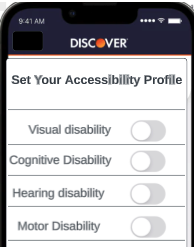 9:41 AM
DISCOVER
Set Your Accessibility Profile
Visual disability
Cognitive Disability
Hearing disability
Motor Disability